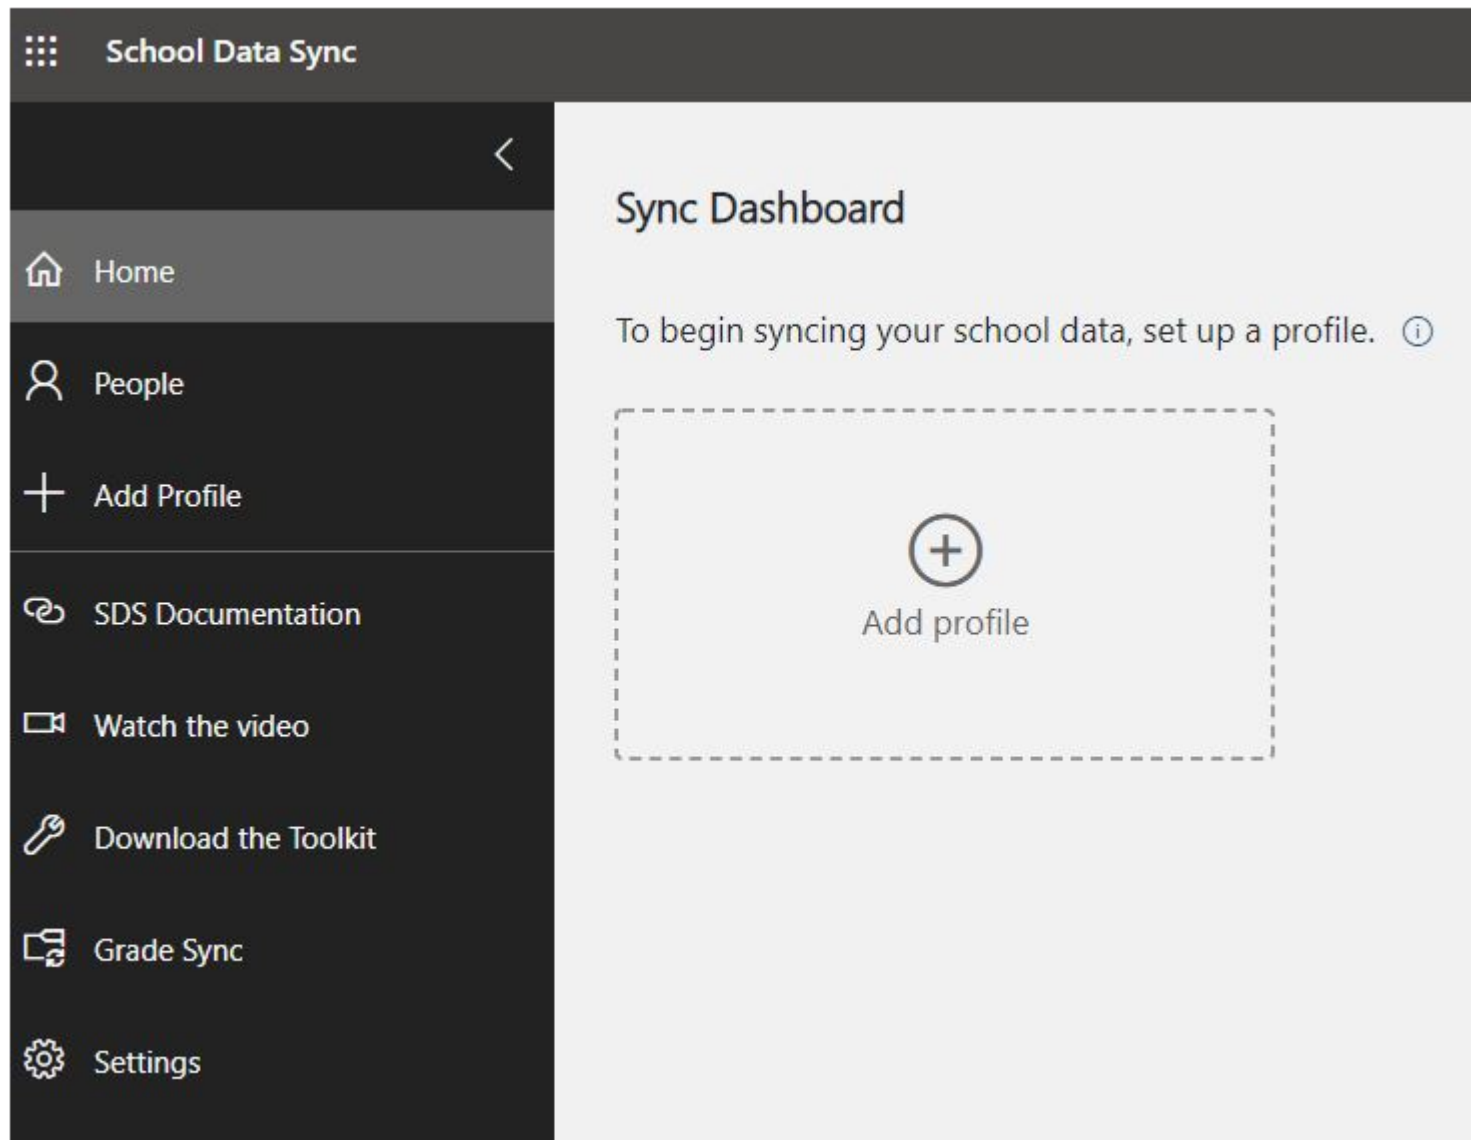 School Data Sync
Home
People
Add Profile
SDS Documentation
Watch the video
Download the Toolkit
Grade Sync
Settings
Sync Dashboard
To begin syncing your school data, set up a profile.
Add profile